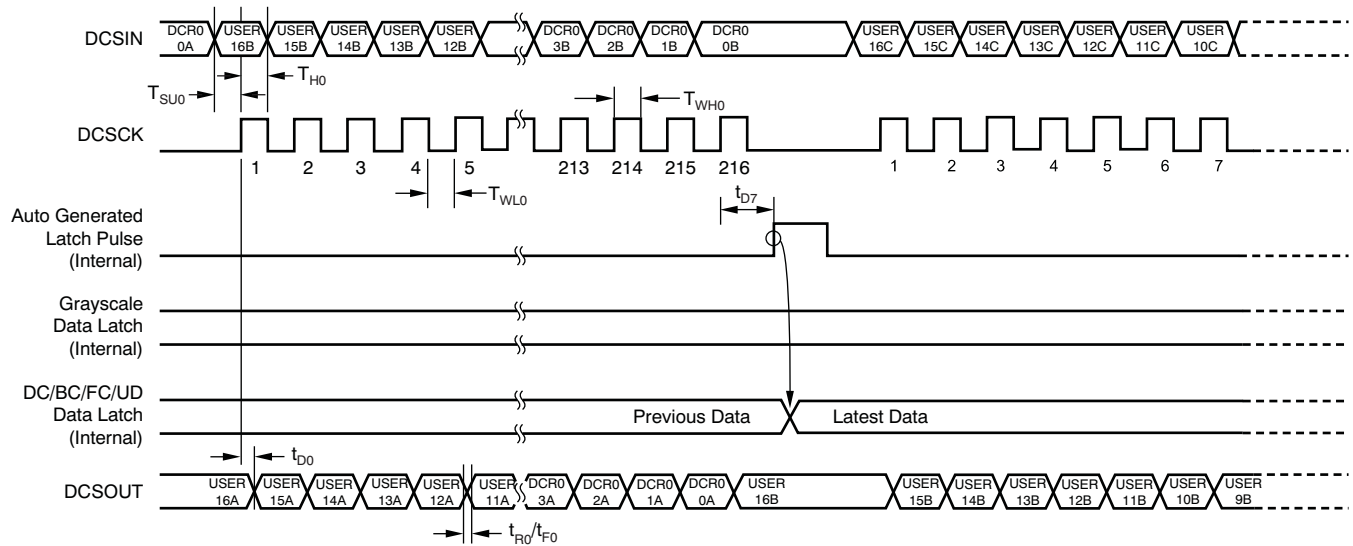 DCSIN
DCR0 0A
USER 16B
USER 15B
USER 14B
USER 13B
USER 12B
DCR0 3B
DCR0 2B
DCR0 1B
DCR0 0B
USER 16C
USER 15C
USER 14C
USER 13C
USER 12C
USER 11C
USER 10C
TH0
TSU0
TWH0
DCSCK
1 2 3 4 5 213 214 215 216 1 2 3 4 5 6 7
TWL0
tD7
Auto Generated
Latch Pulse
(Internal)
Grayscale
Data Latch
(Internal)
DC/BC/FC/UD
Data Latch
(Internal)
Previous Data
Latest Data
tD0
DCSOUT
USER 16A
USER 15A
USER 14A
USER 13A
USER 12A
USER 11A
DCR0 3A
DCR0 2A
DCR0 1A
DCR0 0A
USER 16B
USER 15B
USER 14B
USER 13B
USER 12B
USER 11B
USER 10B
USER 9B
tR0/tF0